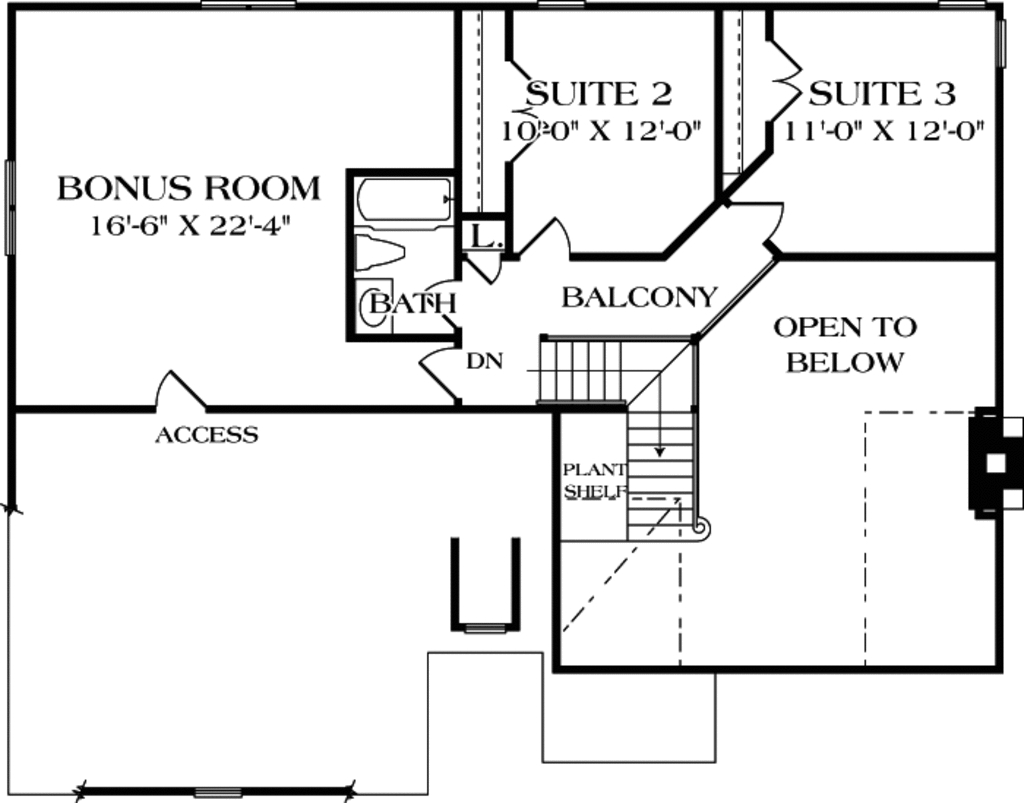 SUITE 2
10'-0" X 12'-0"
SUITE 3
11'-0" X 12'-0"
BONUS ROOM
16'-6" X 22'-4"
L.
BATH
BALCONY
OPEN TO
BELOW
DN
ACCESS
PLANT
SHELF